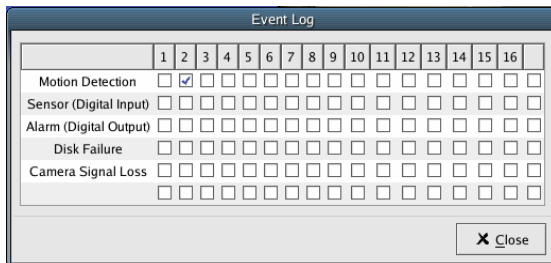 Event Log
1 2 3 4 5 6 7 8 9 10 11 12 13 14 15 16
Motion Detection
Sensor (Digital Input)
Alarm (Digital Output)
Disk Failure
Camera Signal Loss
Close